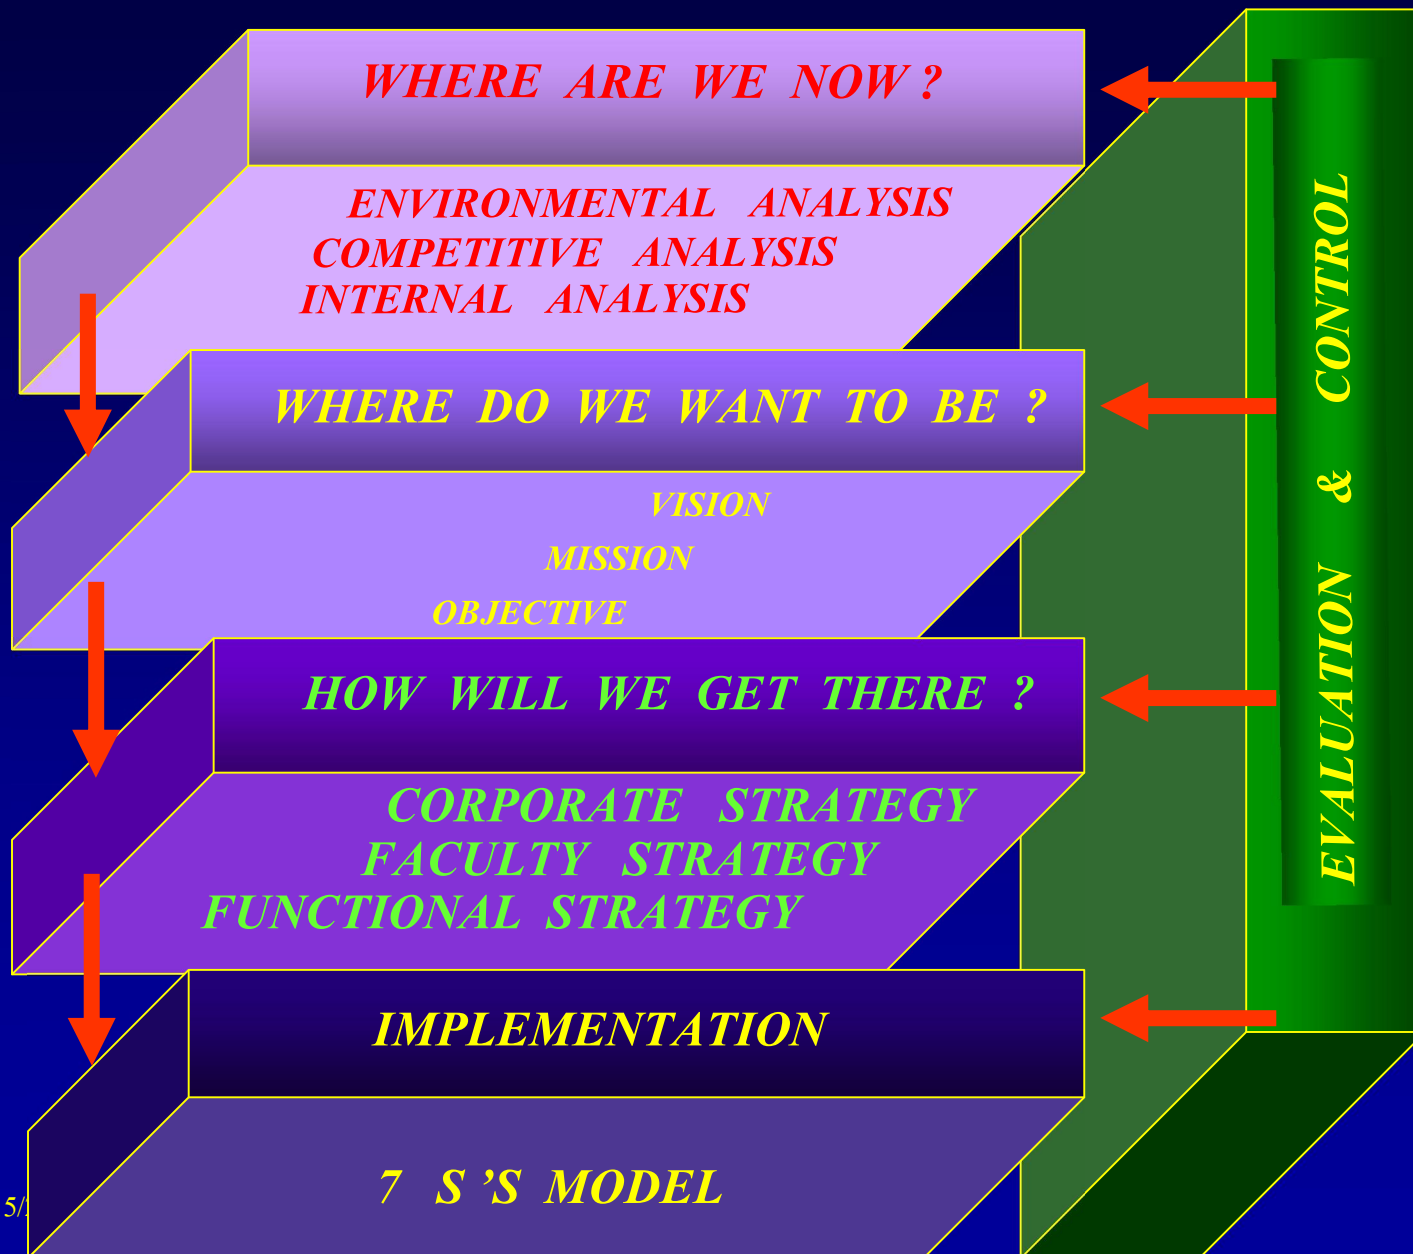 WHERE ARE WE NOW ?
ENVIRONMENTAL ANALYSIS
COMPETITIVE ANALYSIS
INTERNAL ANALYSIS
WHERE DO WE WANT TO BE ?
VISION
MISSION
OBJECTIVE
HOW WILL WE GET THERE ?
CORPORATE STRATEGY
FACULTY STRATEGY
FUNCTIONAL STRATEGY
IMPLEMENTATION
7 S ’S MODEL
EVALUATION & CONTROL